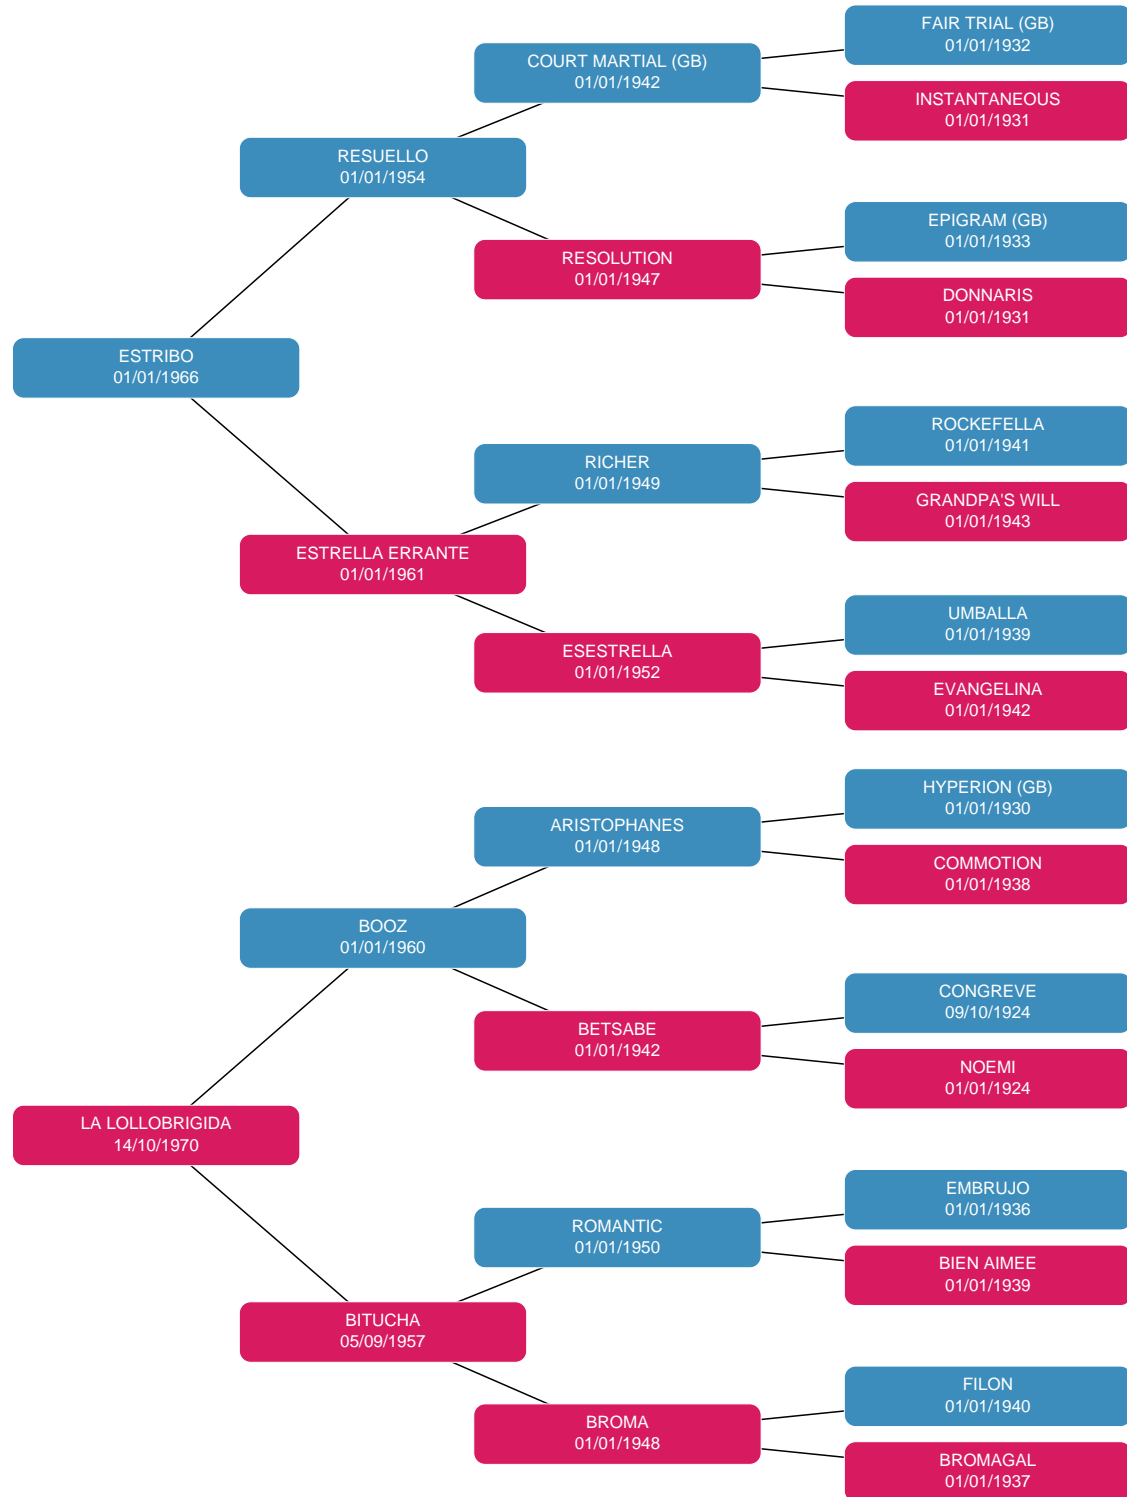 FAIR TRIAL (GB)
01/01/1932
COURT MARTIAL (GB)
01/01/1942
INSTANTANEOUS
01/01/1931
RESUELLO
01/01/1954
EPIGRAM (GB)
01/01/1933
RESOLUTION
01/01/1947
DONNARIS
01/01/1931
ESTRIBO
01/01/1966
ROCKEFELLA
01/01/1941
RICHER
01/01/1949
GRANDPA'S WILL
01/01/1943
ESTRELLA ERRANTE
01/01/1961
UMBALLA
01/01/1939
ESESTRELLA
01/01/1952
EVANGELINA
01/01/1942
HYPERION (GB)
01/01/1930
ARISTOPHANES
01/01/1948
COMMOTION
01/01/1938
BOOZ
01/01/1960
CONGREVE
09/10/1924
BETSABE
01/01/1942
NOEMI
01/01/1924
LA LOLLOBRIGIDA
14/10/1970
EMBRUJO
01/01/1936
ROMANTIC
01/01/1950
BIEN AIMEE
01/01/1939
BITUCHA
05/09/1957
FILON
01/01/1940
BROMA
01/01/1948
BROMAGAL
01/01/1937